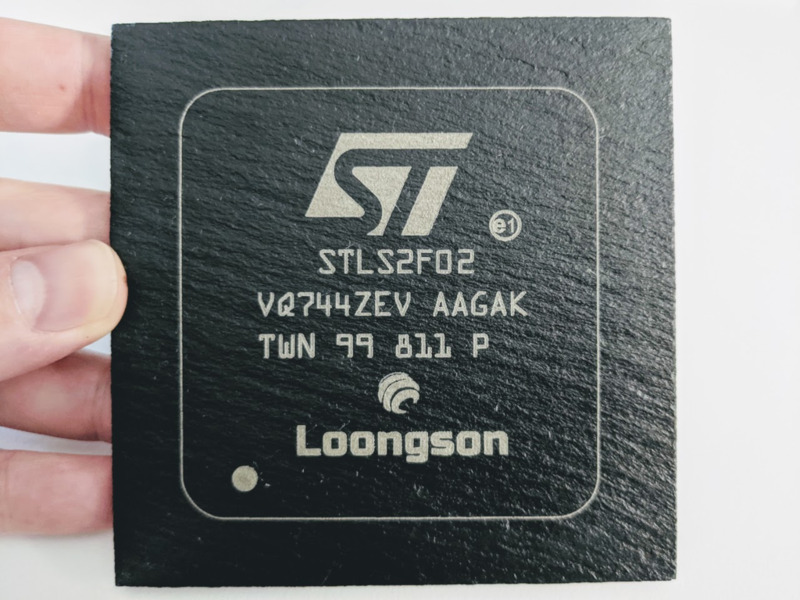 ST
e1
STLS2F02
VQ744ZEV AAGAK
TWN 99 811 P
Loongson